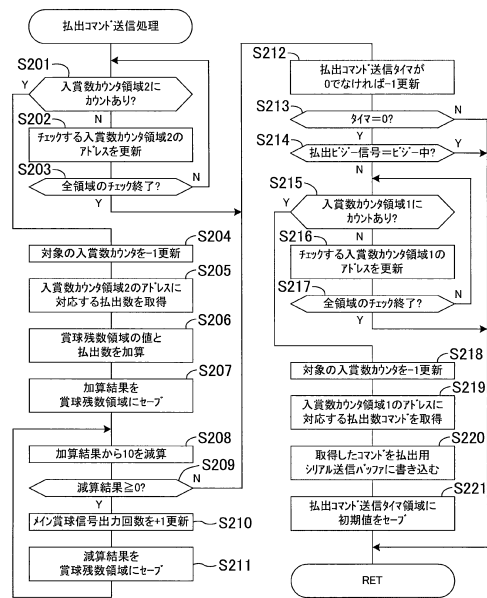 払出コマンド送信処理
S201
入賞数カウンタ領域2に
カウントあり?
Y
N
S202
チェックする入賞数カウンタ領域2の
アドレスを更新
S203
全領域のチェック終了?
N
Y
S204
対象の入賞数カウンタを-1更新
S205
入賞数カウンタ領域2のアドレスに
対応する払出数を取得
S206
賞球残数領域の値と
払出数を加算
S207
加算結果を
賞球残数領域にセーブ
S208
加算結果から10を減算
S209
減算結果≧0?
N
Y
メイン賞球信号出力回数を+1更新
S210
減算結果を
賞球残数領域にセーブ
S211
S212
払出コマンド送信タイマが
0でなければ-1更新
S213
タイマ=0?
N
Y
S214
払出ビジー信号=ビジー中?
Y
N
S215
入賞数カウンタ領域1に
カウントあり?
Y
N
S216
チェックする入賞数カウンタ領域1の
アドレスを更新
S217
全領域のチェック終了?
N
Y
S218
対象の入賞数カウンタを-1更新
S219
入賞数カウンタ領域1のアドレスに
対応する払出数コマンドを取得
S220
取得したコマンドを払出用
シリアル送信バッファに書き込む
S221
払出コマンド送信タイマ領域に
初期値をセーブ
RET